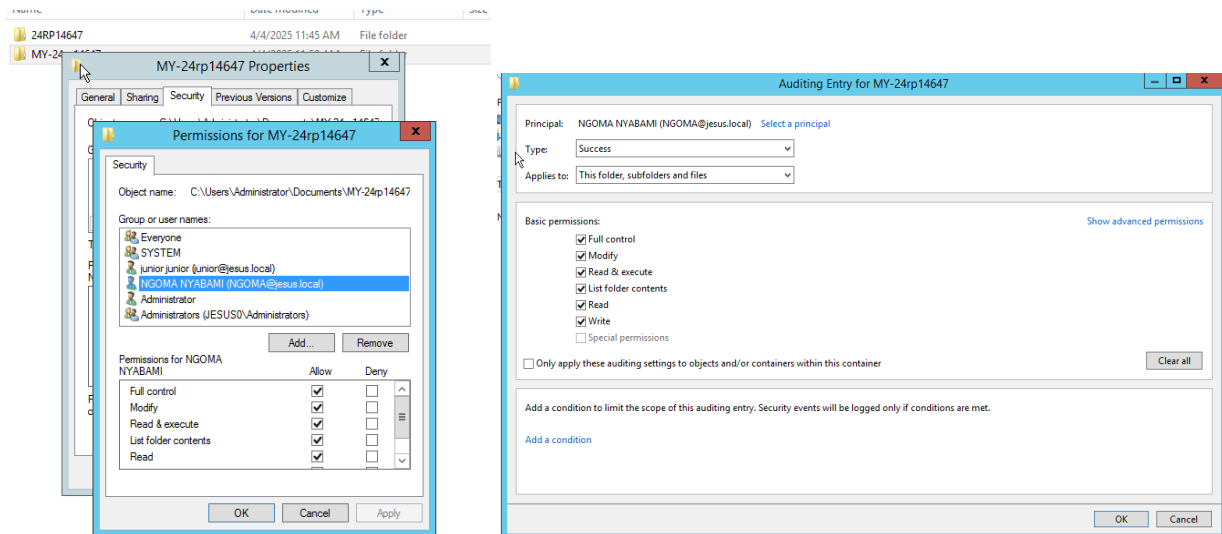 Name Date modified Type Size
24RP14647 4/4/2025 11:45 AM File folder
MY-24
MY-24rp14647 Properties
General Sharing Security Previous Versions Customize
Permissions for MY-24rp14647
Security
Object name: C:\Users\Administrator\Documents\MY-24rp14647
Group or user names:
Everyone
SYSTEM
junior junior (junior@jesus.local)
NGOMA NYABAMI (NGOMA@jesus.local)
Administrator
Administrators (JESUS0\Administrators)
Add... Remove
Permissions for NGOMA
NYABAMI Allow Deny
Full control
Modify
Read & execute
List folder contents
Read
OK Cancel Apply
Auditing Entry for MY-24rp14647
Principal: NGOMA NYABAMI (NGOMA@jesus.local) Select a principal
Type: Success
Applies to: This folder, subfolders and files
Basic permissions: Show advanced permissions
Full control
Modify
Read & execute
List folder contents
Read
Write
Special permissions
Only apply these auditing settings to objects and/or containers within this container Clear all
Add a condition to limit the scope of this auditing entry. Security events will be logged only if conditions are met.
Add a condition
OK Cancel